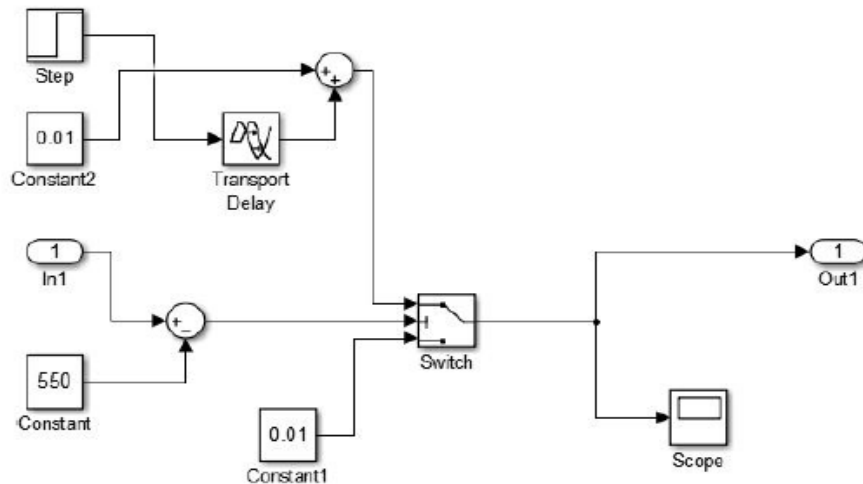 Step
0.01
Constant2
+
+
Transport
Delay
1
In1
+
−
550
Constant
0.01
Constant1
Switch
1
Out1
Scope